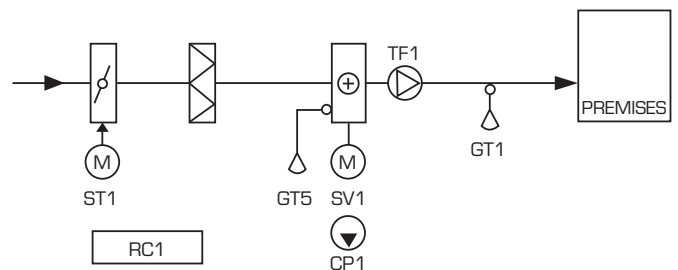 TF1
PREMISES
M
M
GT1
ST1
GT5
SV1
RC1
CP1